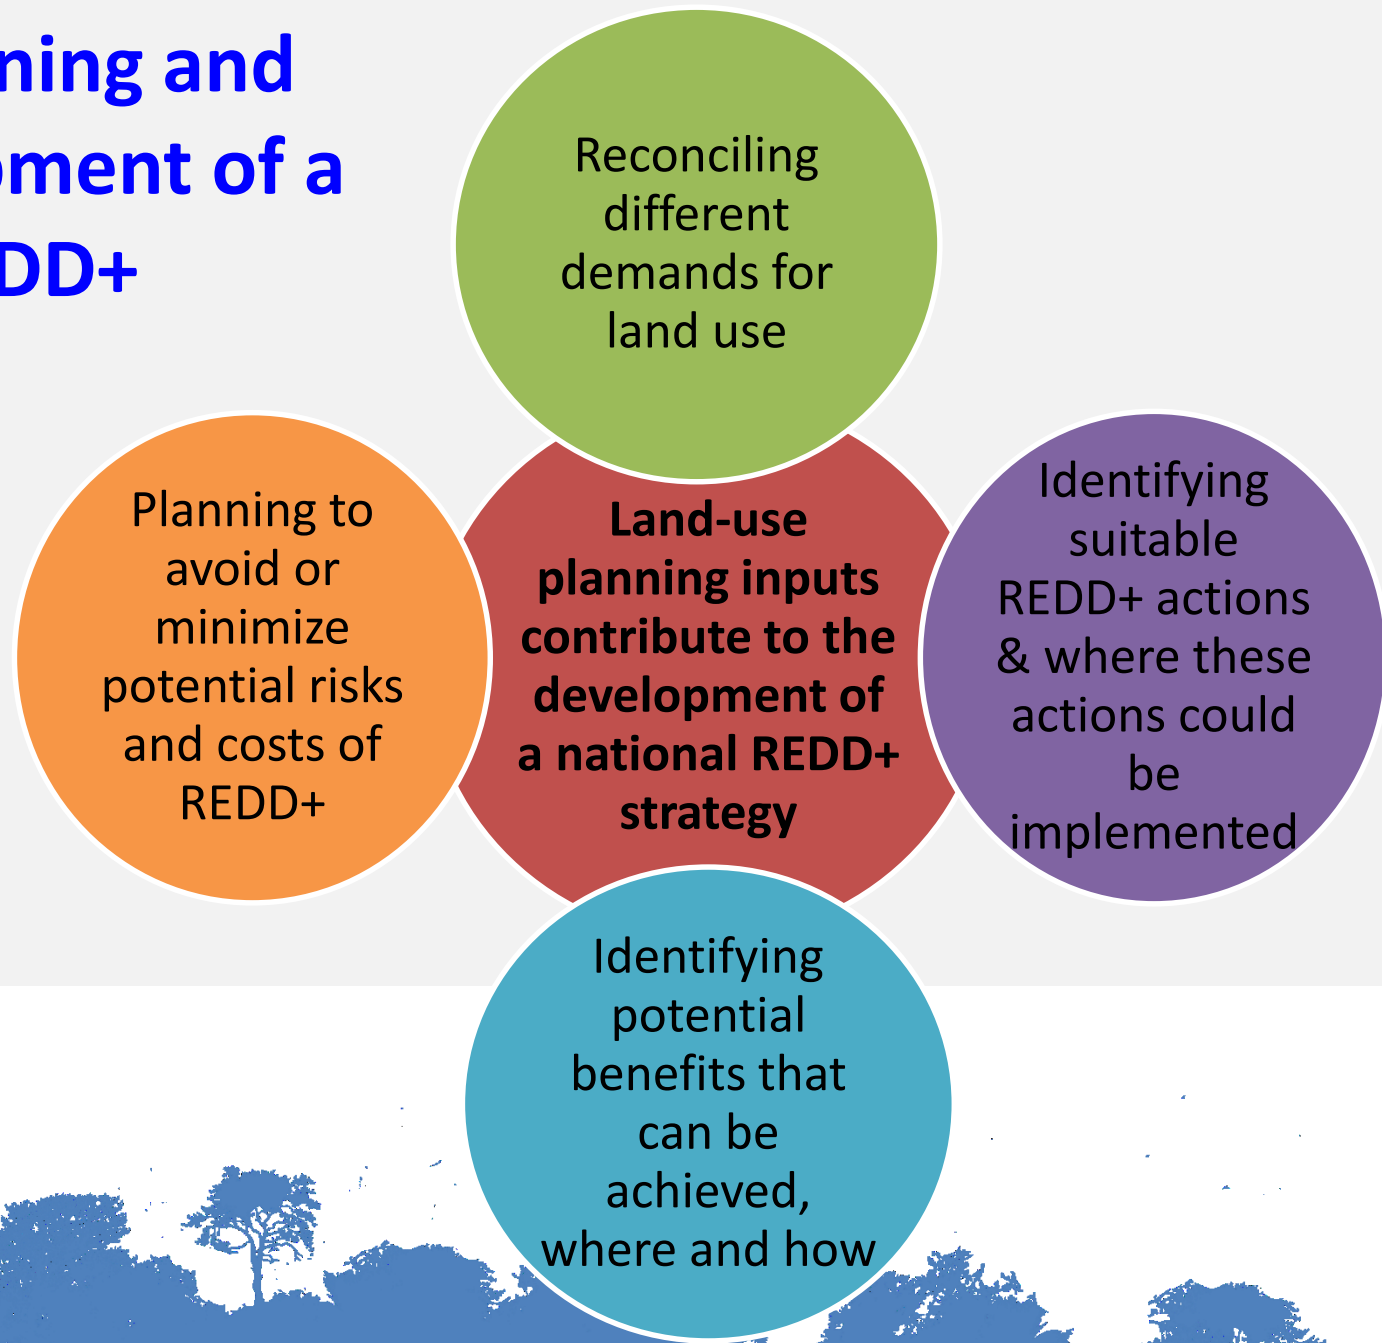 ning and
pment of a
DD+
Reconciling
different
demands for
land use
Planning to
avoid or
minimize
potential risks
and costs of
REDD+
Land-use
planning inputs
contribute to the
development of
a national REDD+
strategy
Identifying
suitable
REDD+ actions
& where these
actions could
be
implemented
Identifying
potential
benefits that
can be
achieved,
where and how